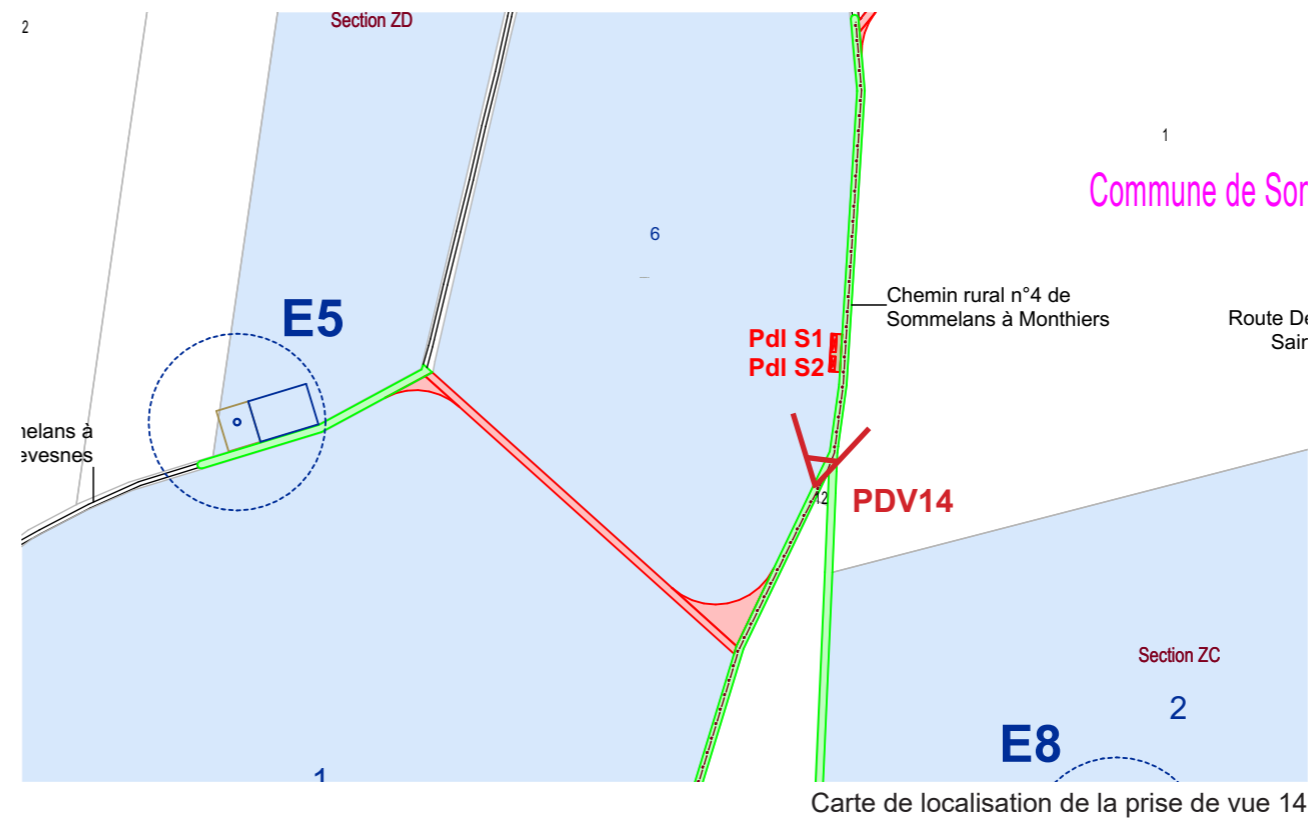 2
Section ZD
1
Commune de Sor
6
Chemin rural n°4 de
Sommelans à Monthiers
Route De
Sair
E5
Pdl S1
Pdl S2
nelans à
evesnes
PDV14
Section ZC
2
E8
1
Carte de localisation de la prise de vue 14